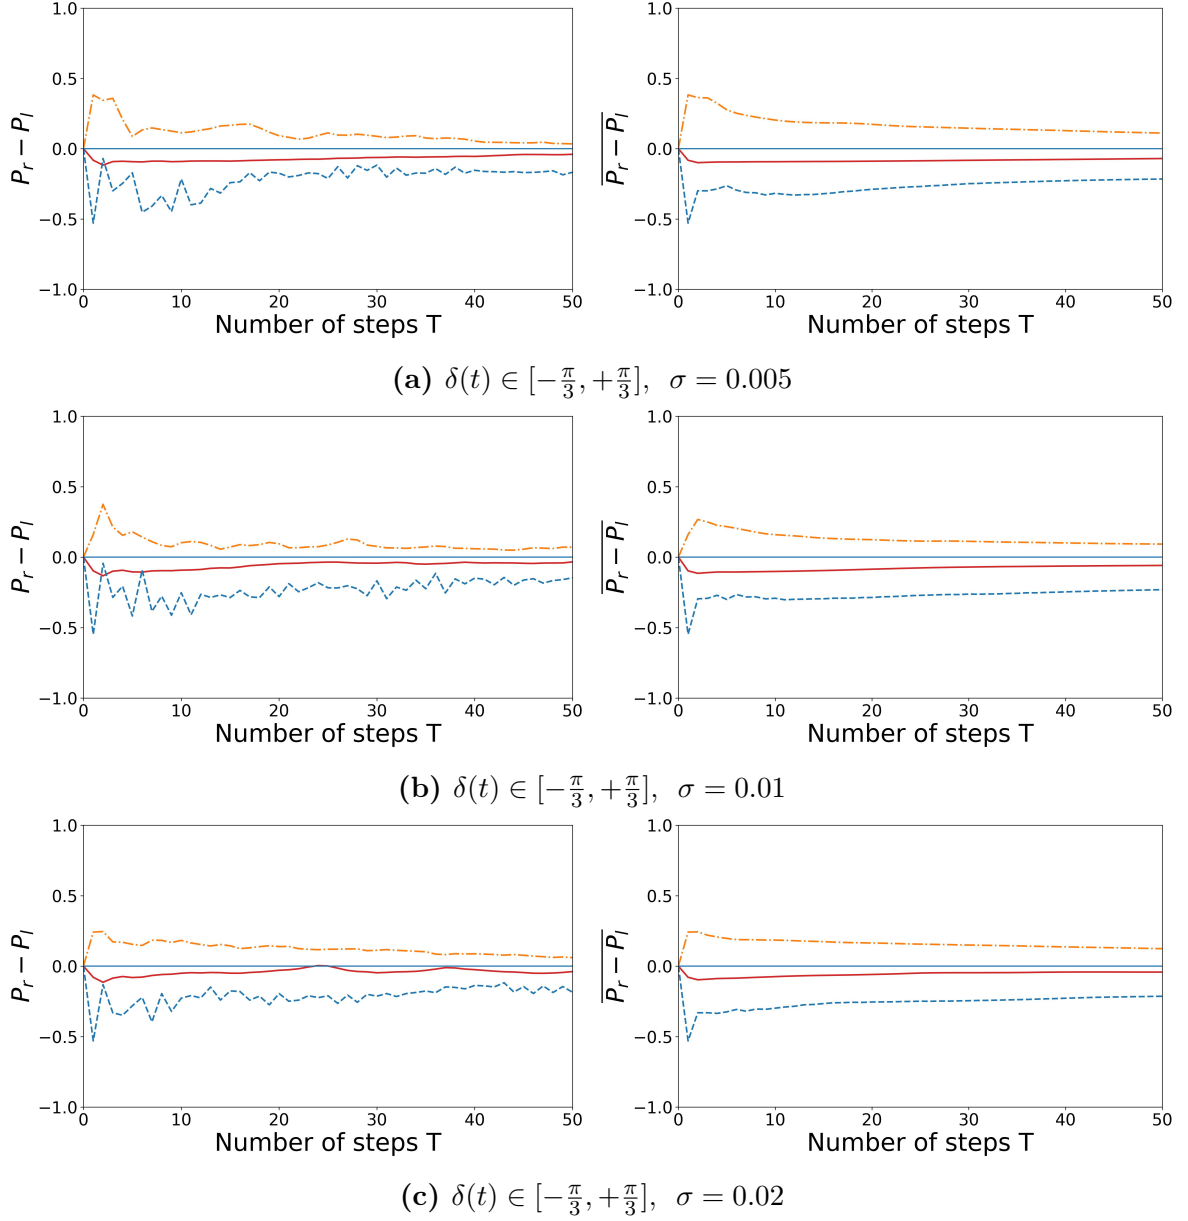 1.0
0.5
0.0
−0.5
−1.0
P_r − P_l
0 10 20 30 40 50
Number of steps T
1.0
0.5
0.0
−0.5
−1.0
\overline{P_r − P_l}
0 10 20 30 40 50
Number of steps T
(a) δ(t) ∈ [−π/3, +π/3], σ = 0.005
1.0
0.5
0.0
−0.5
−1.0
P_r − P_l
0 10 20 30 40 50
Number of steps T
1.0
0.5
0.0
−0.5
−1.0
\overline{P_r − P_l}
0 10 20 30 40 50
Number of steps T
(b) δ(t) ∈ [−π/3, +π/3], σ = 0.01
1.0
0.5
0.0
−0.5
−1.0
P_r − P_l
0 10 20 30 40 50
Number of steps T
1.0
0.5
0.0
−0.5
−1.0
\overline{P_r − P_l}
0 10 20 30 40 50
Number of steps T
(c) δ(t) ∈ [−π/3, +π/3], σ = 0.02